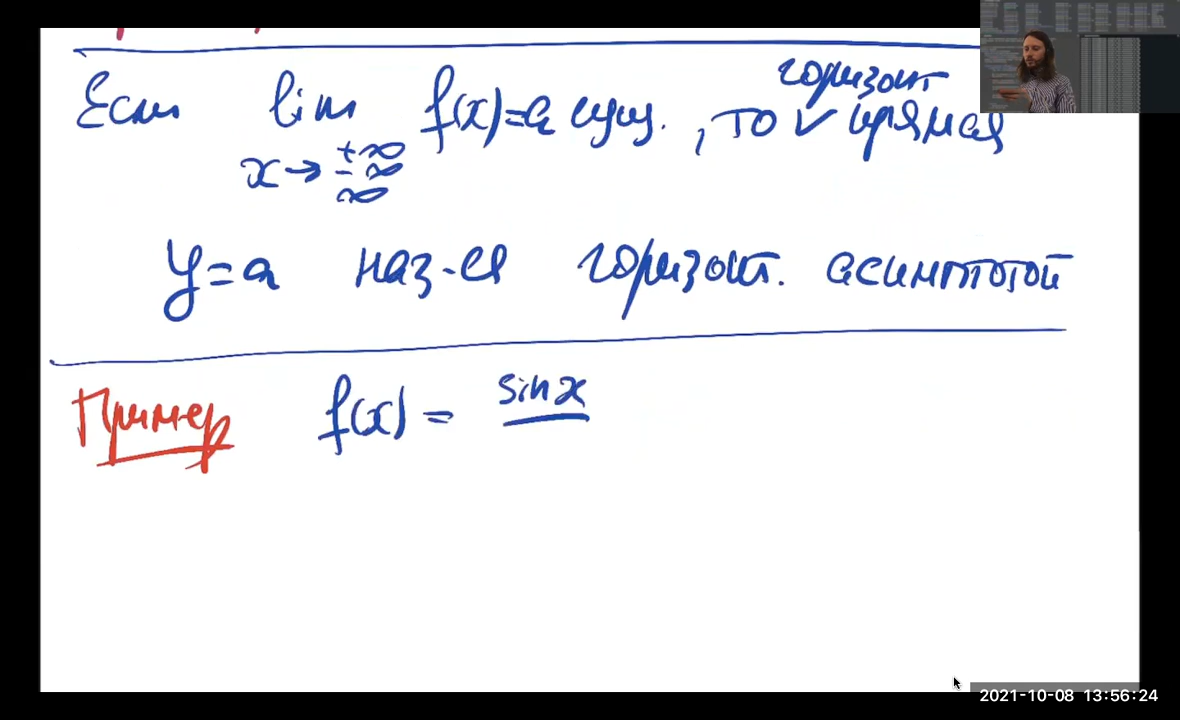 Если lim f(x)=a сущ., то ✓ прямая
горизонт
x→ +∞
-∞
∞
y=a наз-ся горизонт. асимптотой
Пример f(x) = sin x
2021-10-08 13:56:24